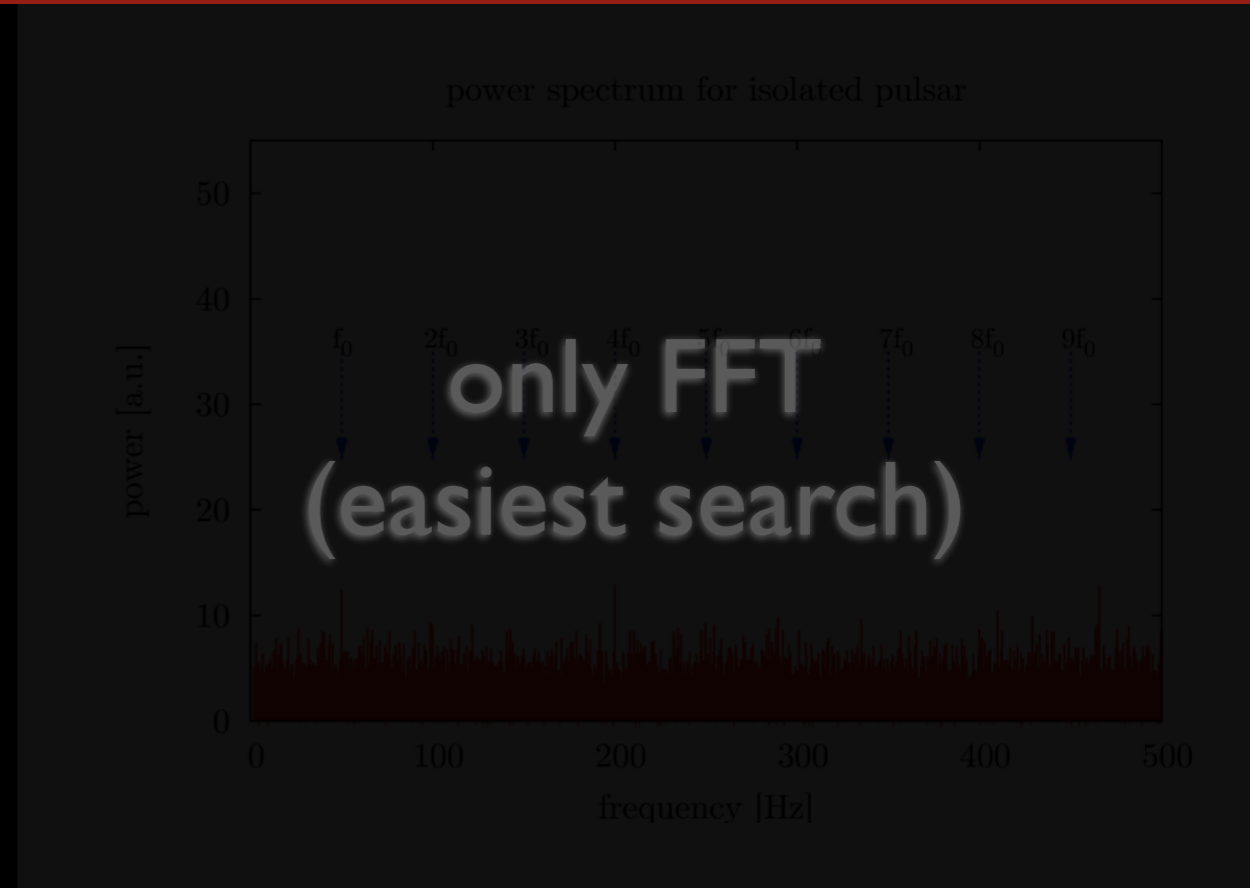 power spectrum for isolated pulsar
50
40
30
20
10
0
power [a.u.]
f0 2f0 3f0 4f0 5f0 6f0 7f0 8f0 9f0
only FFT
(easiest search)
0 100 200 300 400 500
frequency [Hz]